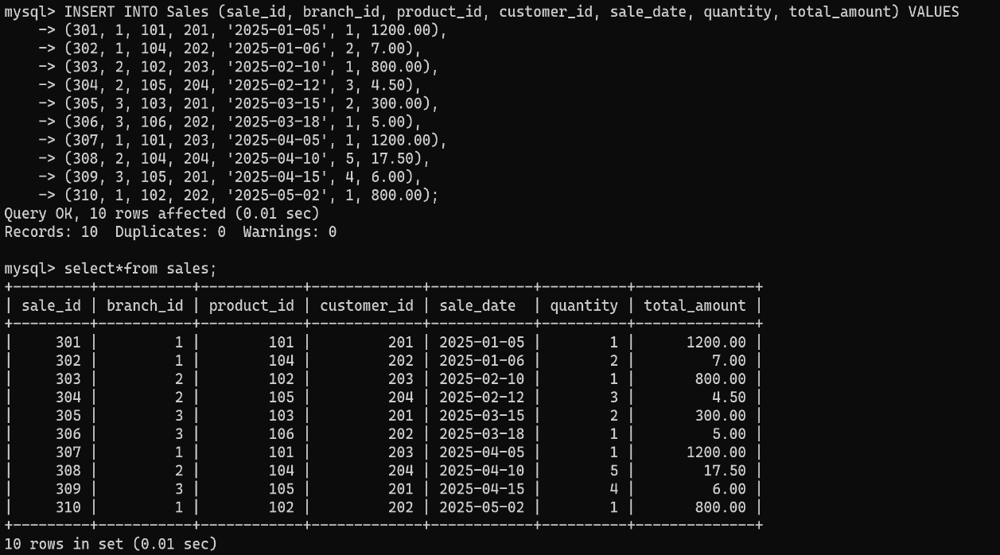 mysql> INSERT INTO Sales (sale_id, branch_id, product_id, customer_id, sale_date, quantity, total_amount) VALUES
    -> (301, 1, 101, 201, '2025-01-05', 1, 1200.00),
    -> (302, 1, 104, 202, '2025-01-06', 2, 7.00),
    -> (303, 2, 102, 203, '2025-02-10', 1, 800.00),
    -> (304, 2, 105, 204, '2025-02-12', 3, 4.50),
    -> (305, 3, 103, 201, '2025-03-15', 2, 300.00),
    -> (306, 3, 106, 202, '2025-03-18', 1, 5.00),
    -> (307, 1, 101, 203, '2025-04-05', 1, 1200.00),
    -> (308, 2, 104, 204, '2025-04-10', 5, 17.50),
    -> (309, 3, 105, 201, '2025-04-15', 4, 6.00),
    -> (310, 1, 102, 202, '2025-05-02', 1, 800.00);
Query OK, 10 rows affected (0.01 sec)
Records: 10  Duplicates: 0  Warnings: 0

mysql> select*from sales;
+---------+-----------+------------+-------------+------------+----------+--------------+
| sale_id | branch_id | product_id | customer_id | sale_date  | quantity | total_amount |
+---------+-----------+------------+-------------+------------+----------+--------------+
|     301 |         1 |        101 |         201 | 2025-01-05 |        1 |      1200.00 |
|     302 |         1 |        104 |         202 | 2025-01-06 |        2 |         7.00 |
|     303 |         2 |        102 |         203 | 2025-02-10 |        1 |       800.00 |
|     304 |         2 |        105 |         204 | 2025-02-12 |        3 |         4.50 |
|     305 |         3 |        103 |         201 | 2025-03-15 |        2 |       300.00 |
|     306 |         3 |        106 |         202 | 2025-03-18 |        1 |         5.00 |
|     307 |         1 |        101 |         203 | 2025-04-05 |        1 |      1200.00 |
|     308 |         2 |        104 |         204 | 2025-04-10 |        5 |        17.50 |
|     309 |         3 |        105 |         201 | 2025-04-15 |        4 |         6.00 |
|     310 |         1 |        102 |         202 | 2025-05-02 |        1 |       800.00 |
+---------+-----------+------------+-------------+------------+----------+--------------+
10 rows in set (0.01 sec)